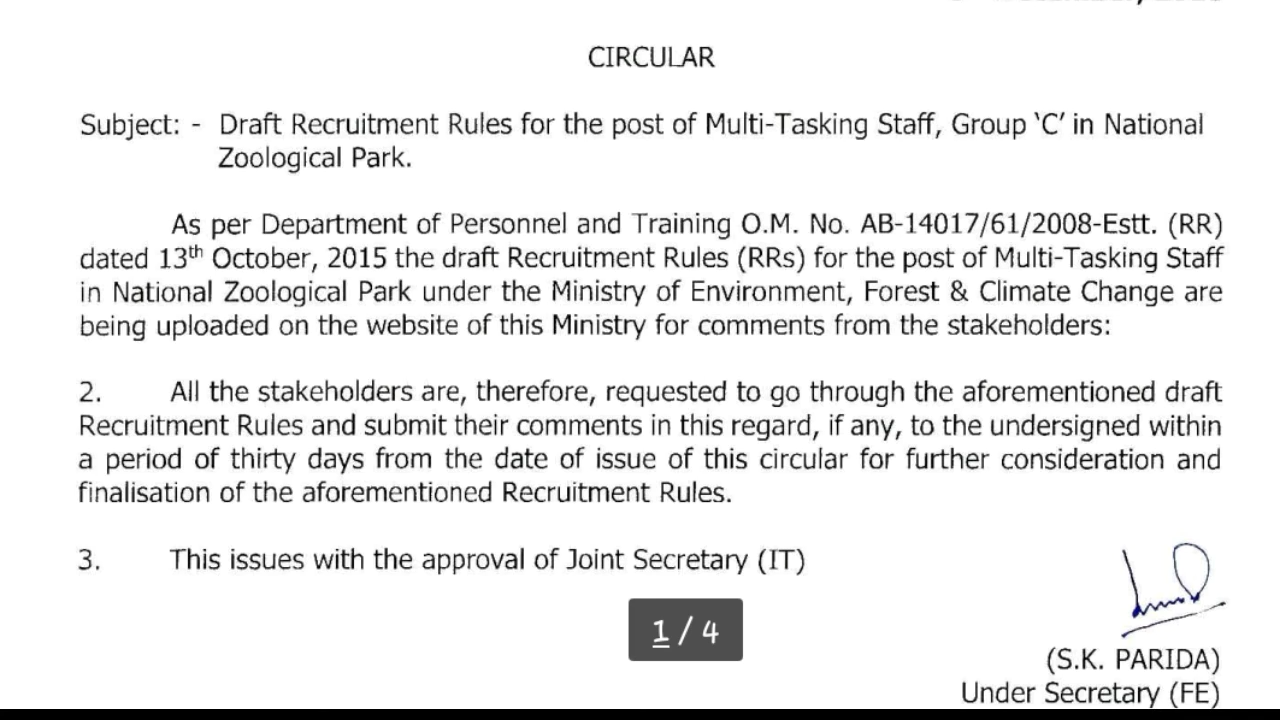 CIRCULAR
Subject: - Draft Recruitment Rules for the post of Multi-Tasking Staff, Group ‘C’ in National
Zoological Park.
As per Department of Personnel and Training O.M. No. AB-14017/61/2008-Estt. (RR)
dated 13th October, 2015 the draft Recruitment Rules (RRs) for the post of Multi-Tasking Staff
in National Zoological Park under the Ministry of Environment, Forest & Climate Change are
being uploaded on the website of this Ministry for comments from the stakeholders:
2. All the stakeholders are, therefore, requested to go through the aforementioned draft
Recruitment Rules and submit their comments in this regard, if any, to the undersigned within
a period of thirty days from the date of issue of this circular for further consideration and
finalisation of the aforementioned Recruitment Rules.
3. This issues with the approval of Joint Secretary (IT)
1 / 4
(S.K. PARIDA)
Under Secretary (FE)